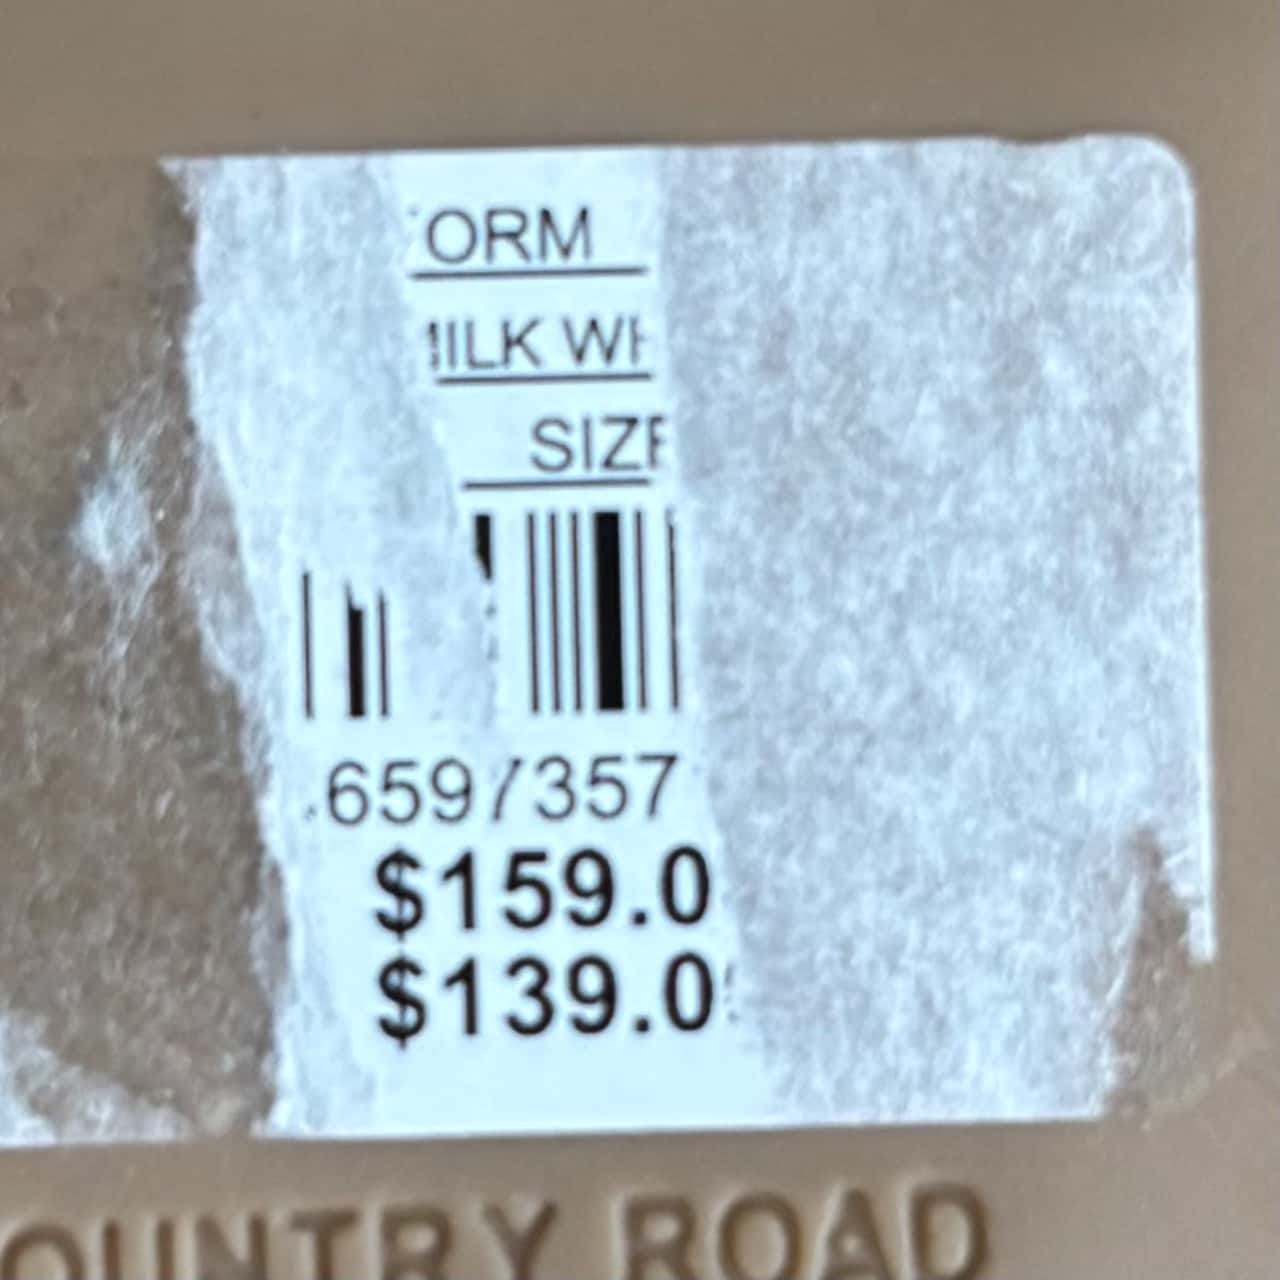 ORM
ILK WH
SIZE
659/357
$159.0
$139.0
OUNTRY ROAD